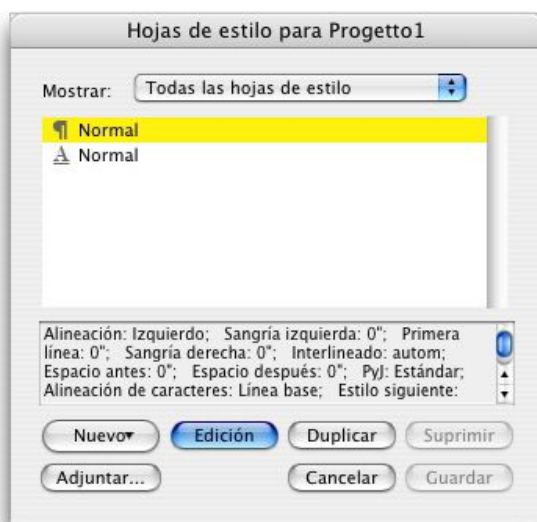 Hojas de estilo para Progetto1
Mostrar: Todas las hojas de estilo
¶ Normal
A Normal
Alineación: Izquierdo; Sangría izquierda: 0"; Primera
línea: 0"; Sangría derecha: 0"; Interlineado: autom;
Espacio antes: 0"; Espacio después: 0"; PyJ: Estándar;
Alineación de caracteres: Línea base; Estilo siguiente:
Nuevo Edición Duplicar Suprimir
Adjuntar... Cancelar Guardar